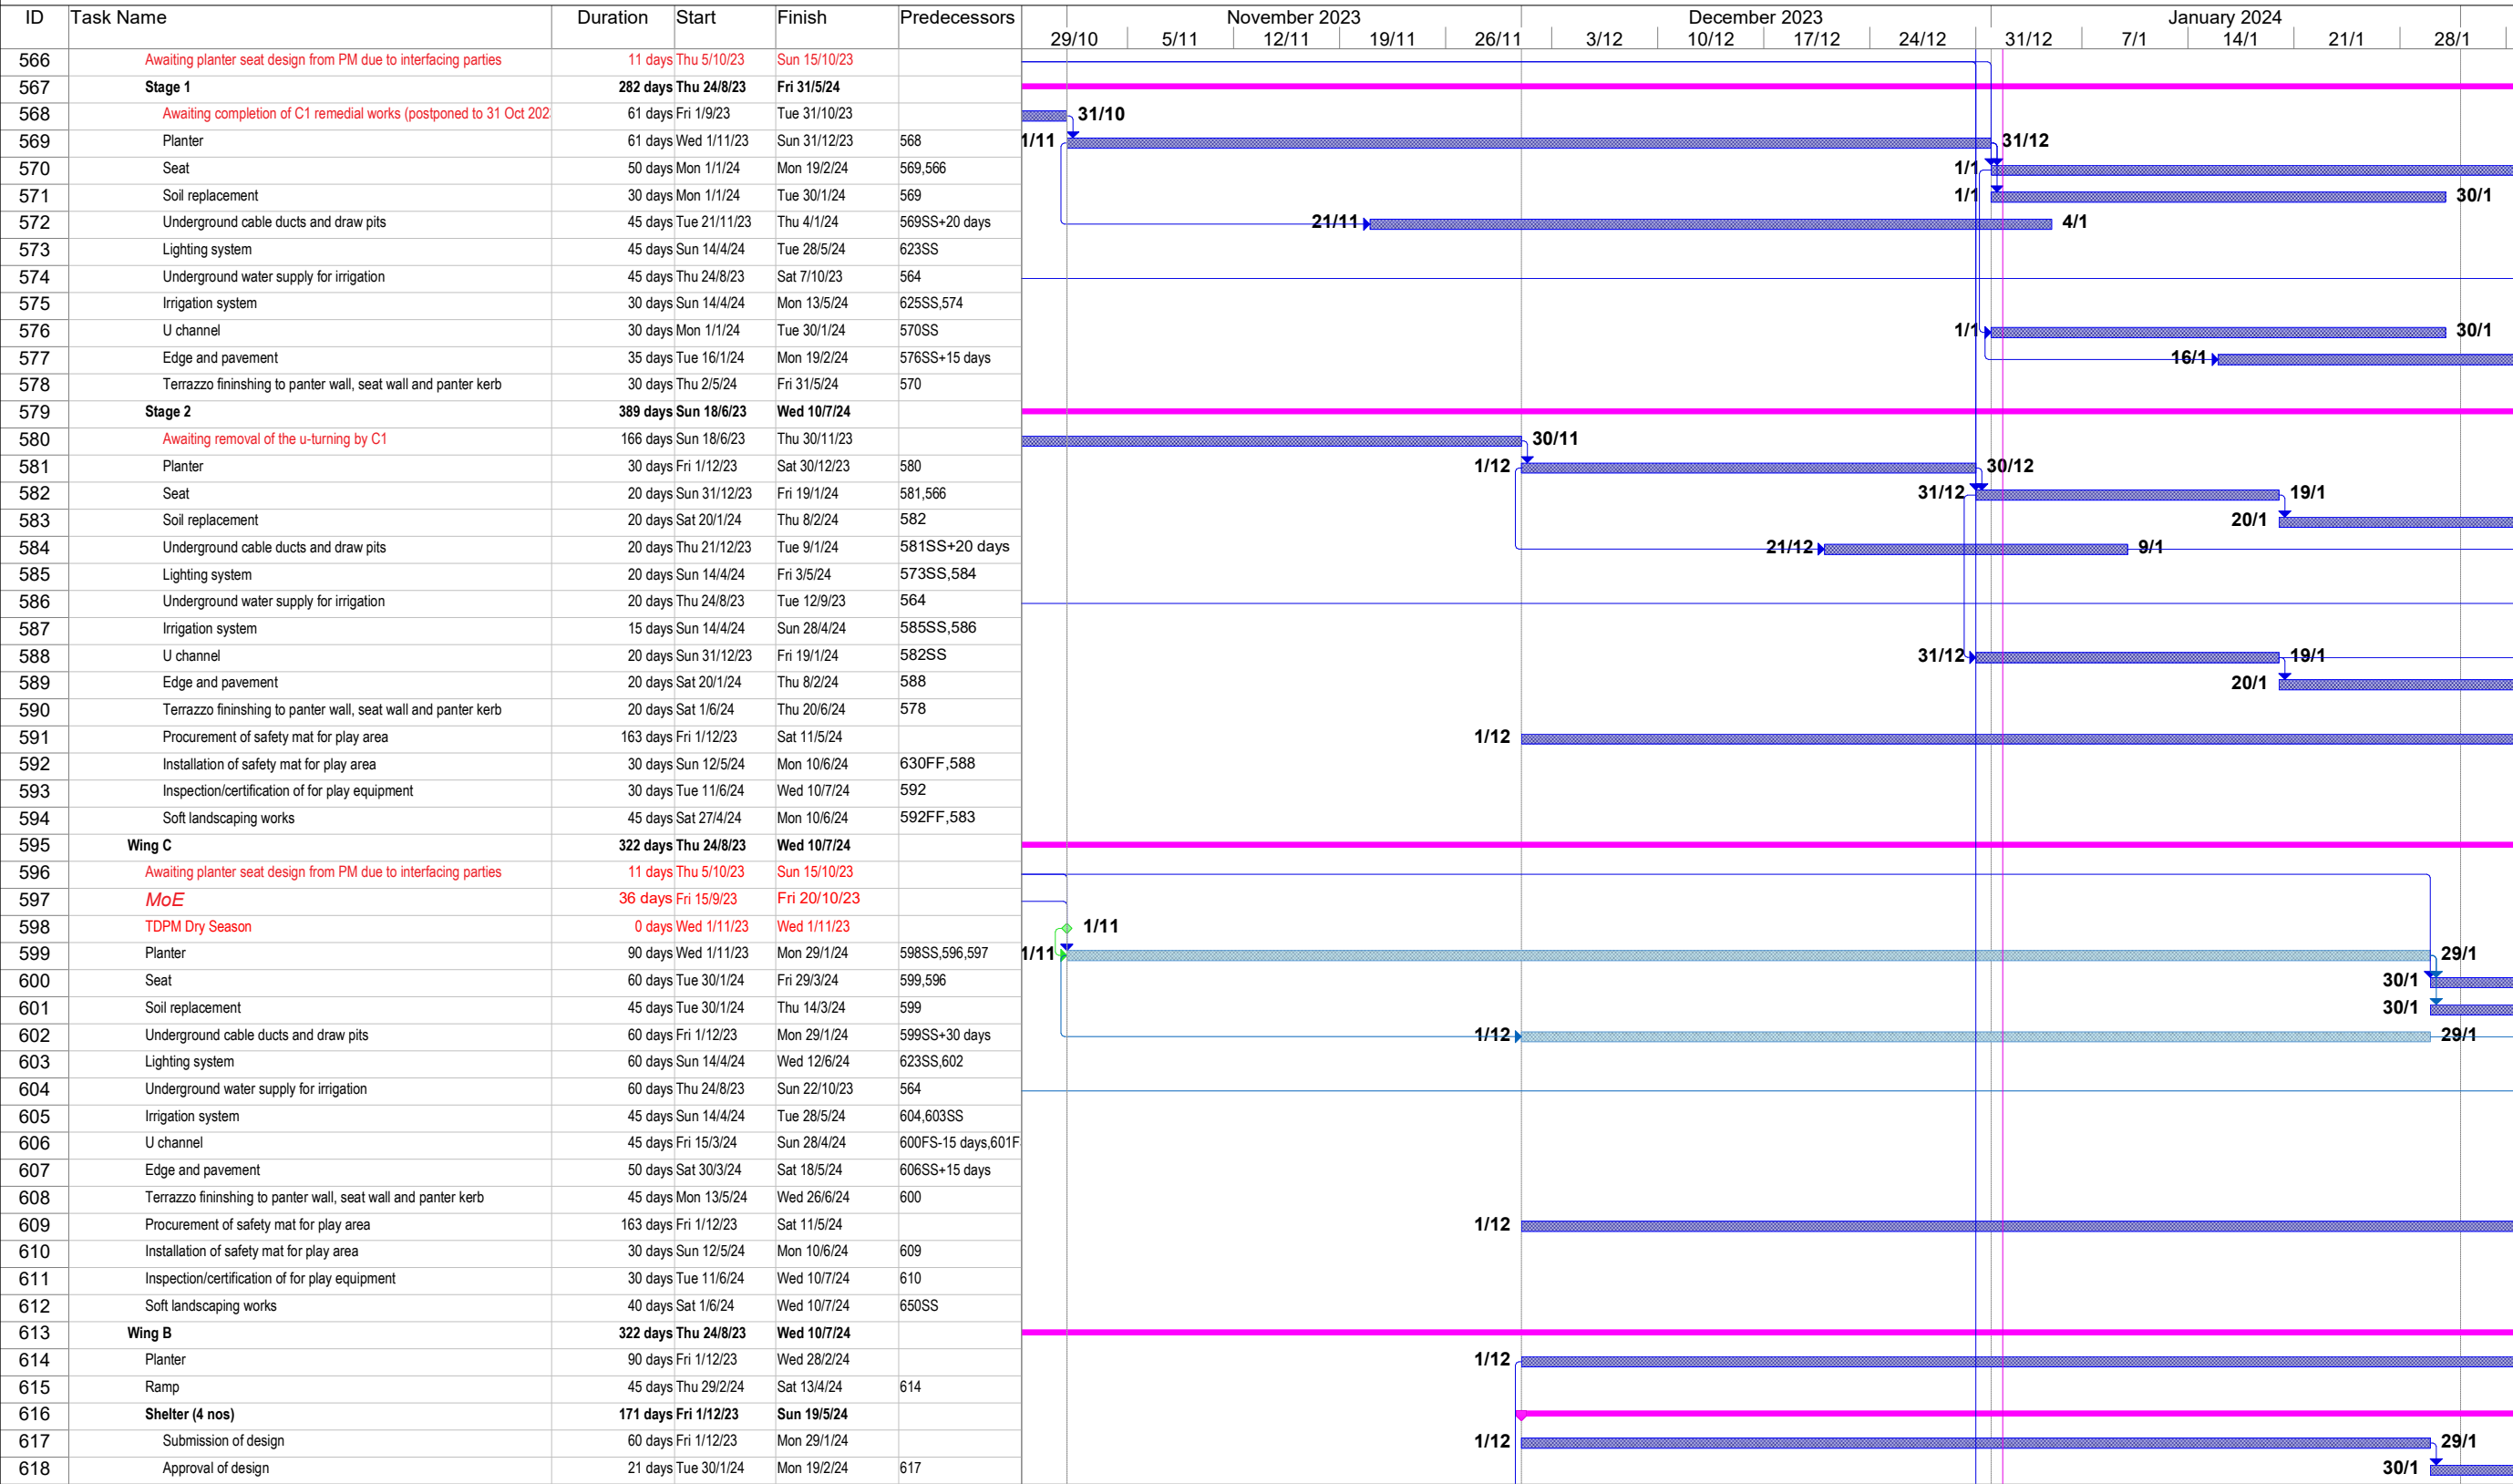 ID Task Name Duration Start Finish Predecessors November 2023 December 2023 January 2024
29/10 5/11 12/11 19/11 26/11 3/12 10/12 17/12 24/12 31/12 7/1 14/1 21/1 28/1
566 Awaiting planter seat design from PM due to interfacing parties 11 days Thu 5/10/23 Sun 15/10/23
567 Stage 1 282 days Thu 24/8/23 Fri 31/5/24
568 Awaiting completion of C1 remedial works (postponed to 31 Oct 202 61 days Fri 1/9/23 Tue 31/10/23 31/10
569 Planter 61 days Wed 1/11/23 Sun 31/12/23 568 1/11 31/12
570 Seat 50 days Mon 1/1/24 Mon 19/2/24 569,566 1/1
571 Soil replacement 30 days Mon 1/1/24 Tue 30/1/24 569 1/1 30/1
572 Underground cable ducts and draw pits 45 days Tue 21/11/23 Thu 4/1/24 569SS+20 days 21/11 4/1
573 Lighting system 45 days Sun 14/4/24 Tue 28/5/24 623SS
574 Underground water supply for irrigation 45 days Thu 24/8/23 Sat 7/10/23 564
575 Irrigation system 30 days Sun 14/4/24 Mon 13/5/24 625SS,574
576 U channel 30 days Mon 1/1/24 Tue 30/1/24 570SS 1/1 30/1
577 Edge and pavement 35 days Tue 16/1/24 Mon 19/2/24 576SS+15 days 16/1
578 Terrazzo fininshing to panter wall, seat wall and panter kerb 30 days Thu 2/5/24 Fri 31/5/24 570
579 Stage 2 389 days Sun 18/6/23 Wed 10/7/24
580 Awaiting removal of the u-turning by C1 166 days Sun 18/6/23 Thu 30/11/23 30/11
581 Planter 30 days Fri 1/12/23 Sat 30/12/23 580 1/12 30/12
582 Seat 20 days Sun 31/12/23 Fri 19/1/24 581,566 31/12 19/1
583 Soil replacement 20 days Sat 20/1/24 Thu 8/2/24 582 20/1
584 Underground cable ducts and draw pits 20 days Thu 21/12/23 Tue 9/1/24 581SS+20 days 21/12 9/1
585 Lighting system 20 days Sun 14/4/24 Fri 3/5/24 573SS,584
586 Underground water supply for irrigation 20 days Thu 24/8/23 Tue 12/9/23 564
587 Irrigation system 15 days Sun 14/4/24 Sun 28/4/24 585SS,586
588 U channel 20 days Sun 31/12/23 Fri 19/1/24 582SS 31/12 19/1
589 Edge and pavement 20 days Sat 20/1/24 Thu 8/2/24 588 20/1
590 Terrazzo fininshing to panter wall, seat wall and panter kerb 20 days Sat 1/6/24 Thu 20/6/24 578
591 Procurement of safety mat for play area 163 days Fri 1/12/23 Sat 11/5/24 1/12
592 Installation of safety mat for play area 30 days Sun 12/5/24 Mon 10/6/24 630FF,588
593 Inspection/certification of for play equipment 30 days Tue 11/6/24 Wed 10/7/24 592
594 Soft landscaping works 45 days Sat 27/4/24 Mon 10/6/24 592FF,583
595 Wing C 322 days Thu 24/8/23 Wed 10/7/24
596 Awaiting planter seat design from PM due to interfacing parties 11 days Thu 5/10/23 Sun 15/10/23
597 MoE 36 days Fri 15/9/23 Fri 20/10/23
598 TDPM Dry Season 0 days Wed 1/11/23 Wed 1/11/23 1/11
599 Planter 90 days Wed 1/11/23 Mon 29/1/24 598SS,596,597 1/11 29/1
600 Seat 60 days Tue 30/1/24 Fri 29/3/24 599,596 30/1
601 Soil replacement 45 days Tue 30/1/24 Thu 14/3/24 599 30/1
602 Underground cable ducts and draw pits 60 days Fri 1/12/23 Mon 29/1/24 599SS+30 days 1/12 29/1
603 Lighting system 60 days Sun 14/4/24 Wed 12/6/24 623SS,602
604 Underground water supply for irrigation 60 days Thu 24/8/23 Sun 22/10/23 564
605 Irrigation system 45 days Sun 14/4/24 Tue 28/5/24 604,603SS
606 U channel 45 days Fri 15/3/24 Sun 28/4/24 600FS-15 days,601F
607 Edge and pavement 50 days Sat 30/3/24 Sat 18/5/24 606SS+15 days
608 Terrazzo fininshing to panter wall, seat wall and panter kerb 45 days Mon 13/5/24 Wed 26/6/24 600
609 Procurement of safety mat for play area 163 days Fri 1/12/23 Sat 11/5/24 1/12
610 Installation of safety mat for play area 30 days Sun 12/5/24 Mon 10/6/24 609
611 Inspection/certification of for play equipment 30 days Tue 11/6/24 Wed 10/7/24 610
612 Soft landscaping works 40 days Sat 1/6/24 Wed 10/7/24 650SS
613 Wing B 322 days Thu 24/8/23 Wed 10/7/24
614 Planter 90 days Fri 1/12/23 Wed 28/2/24 1/12
615 Ramp 45 days Thu 29/2/24 Sat 13/4/24 614
616 Shelter (4 nos) 171 days Fri 1/12/23 Sun 19/5/24
617 Submission of design 60 days Fri 1/12/23 Mon 29/1/24 1/12 29/1
618 Approval of design 21 days Tue 30/1/24 Mon 19/2/24 617 30/1